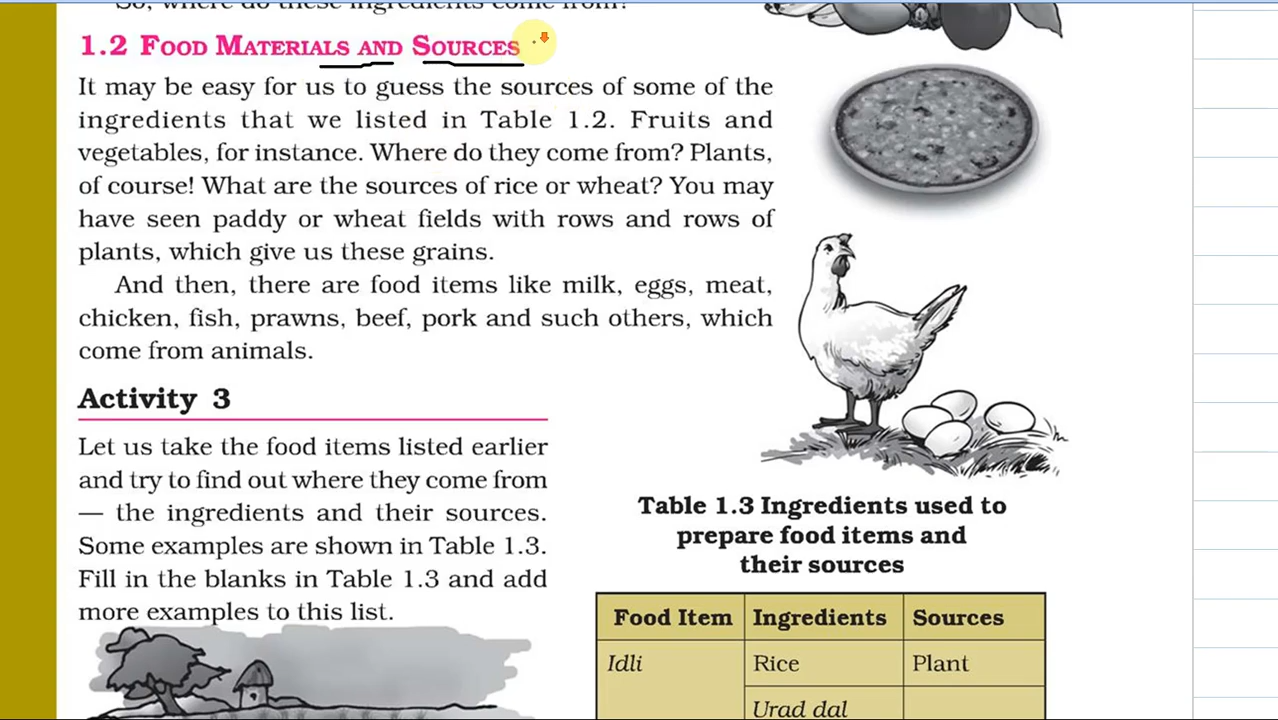 So, where do these ingredients come from?
1.2 FOOD MATERIALS AND SOURCES
It may be easy for us to guess the sources of some of the
ingredients that we listed in Table 1.2. Fruits and
vegetables, for instance. Where do they come from? Plants,
of course! What are the sources of rice or wheat? You may
have seen paddy or wheat fields with rows and rows of
plants, which give us these grains.
And then, there are food items like milk, eggs, meat,
chicken, fish, prawns, beef, pork and such others, which
come from animals.
Activity 3
Let us take the food items listed earlier
and try to find out where they come from
— the ingredients and their sources.
Some examples are shown in Table 1.3.
Fill in the blanks in Table 1.3 and add
more examples to this list.
Table 1.3 Ingredients used to
prepare food items and
their sources
Food Item Ingredients Sources
Idli Rice Plant
Urad dal